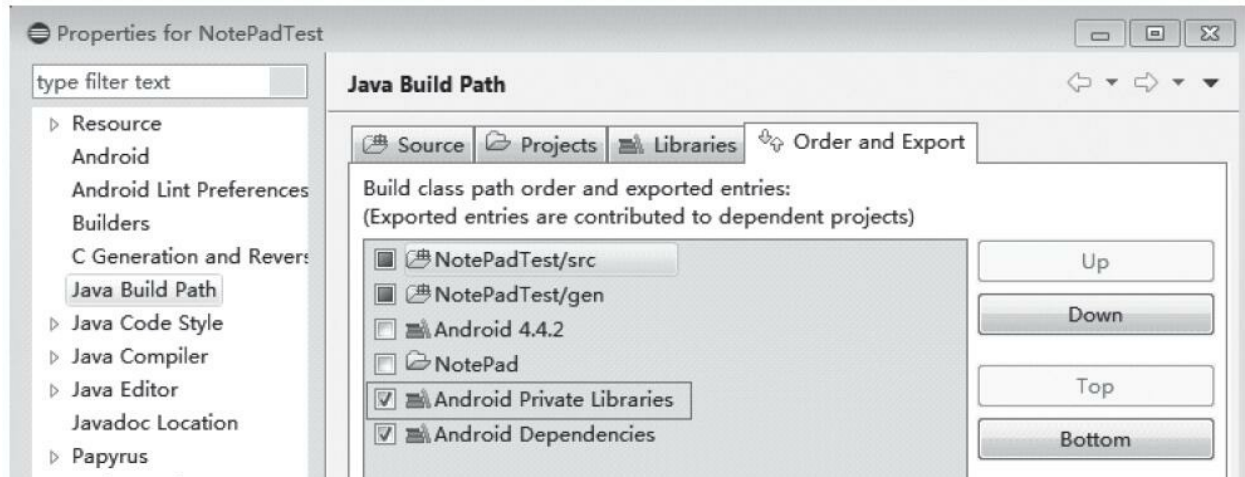 Properties for NotePadTest
type filter text
Resource
Android
Android Lint Preferences
Builders
C Generation and Revers
Java Build Path
Java Code Style
Java Compiler
Java Editor
Javadoc Location
Papyrus
Java Build Path
Source
Projects
Libraries
Order and Export
Build class path order and exported entries:
(Exported entries are contributed to dependent projects)
NotePadTest/src
NotePadTest/gen
Android 4.4.2
NotePad
Android Private Libraries
Android Dependencies
Up
Down
Top
Bottom